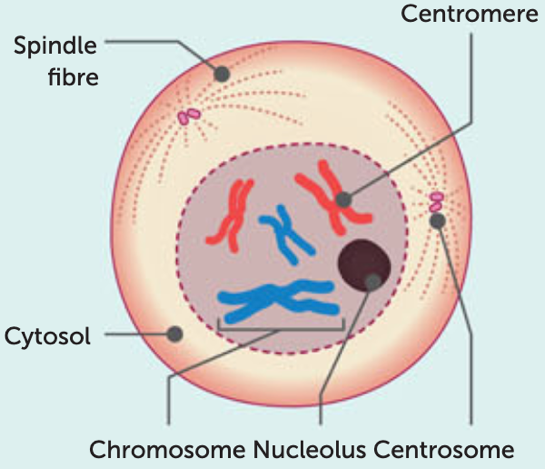 Centromere
Spindle
fibre
Cytosol
Chromosome Nucleolus Centrosome